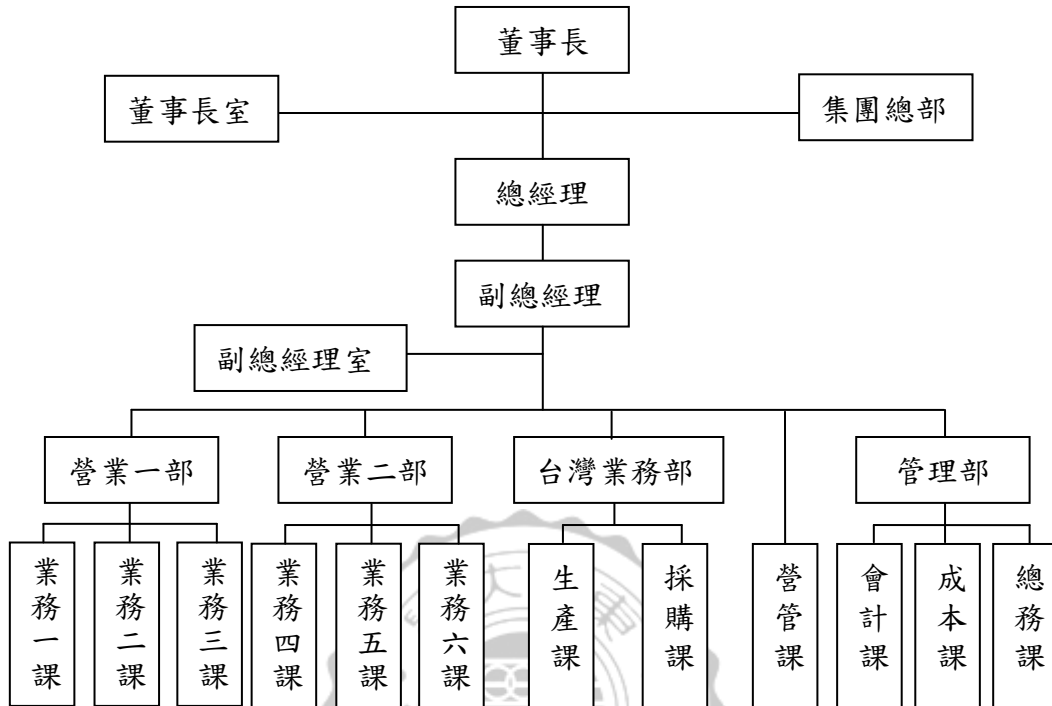 董事長
董事長室
集團總部
總經理
副總經理
副總經理室
營業一部
營業二部
台灣業務部
管理部
業務一課
業務二課
業務三課
業務四課
業務五課
業務六課
生產課
採購課
營管課
會計課
成本課
總務課